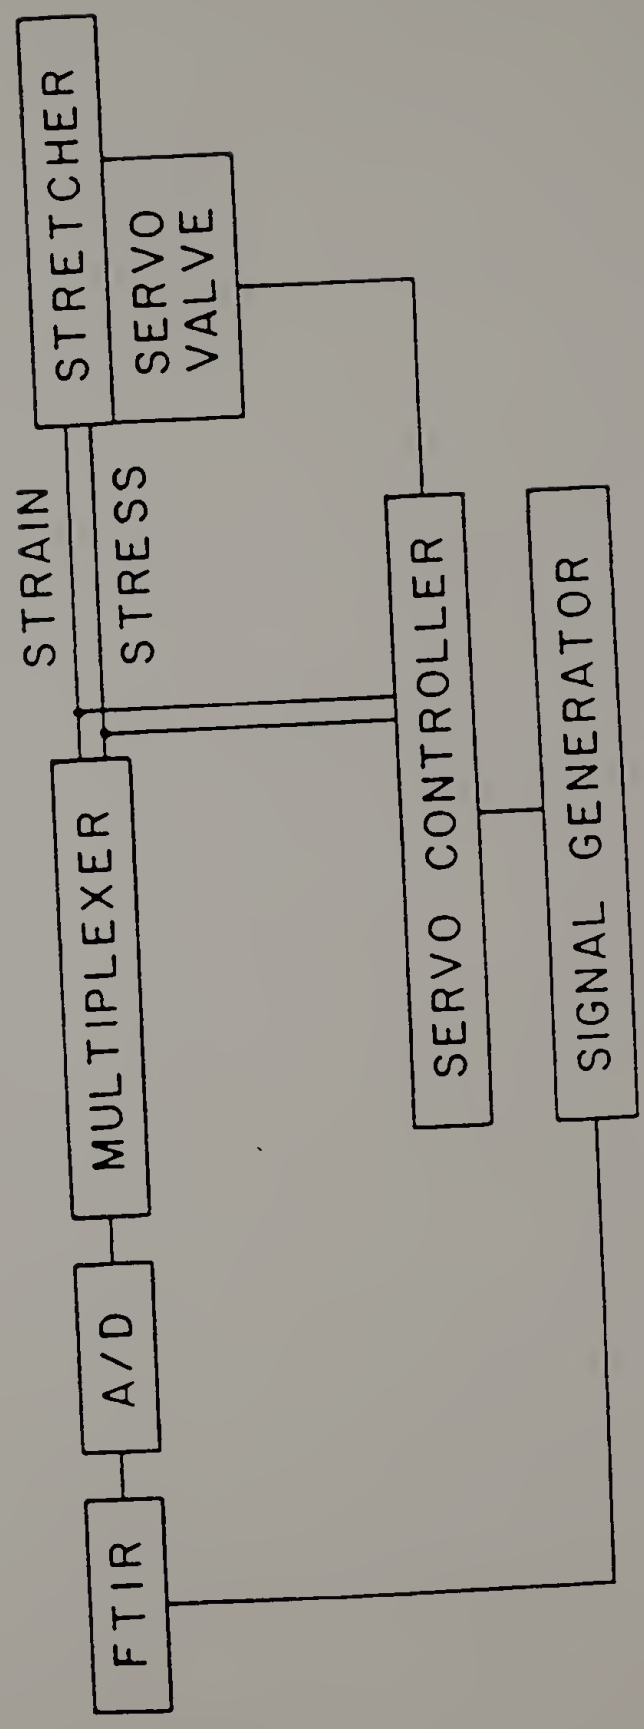 FTIR
A/D
MULTIPLEXER
STRAIN
STRESS
STRETCHER
SERVO
VALVE
SERVO CONTROLLER
SIGNAL GENERATOR